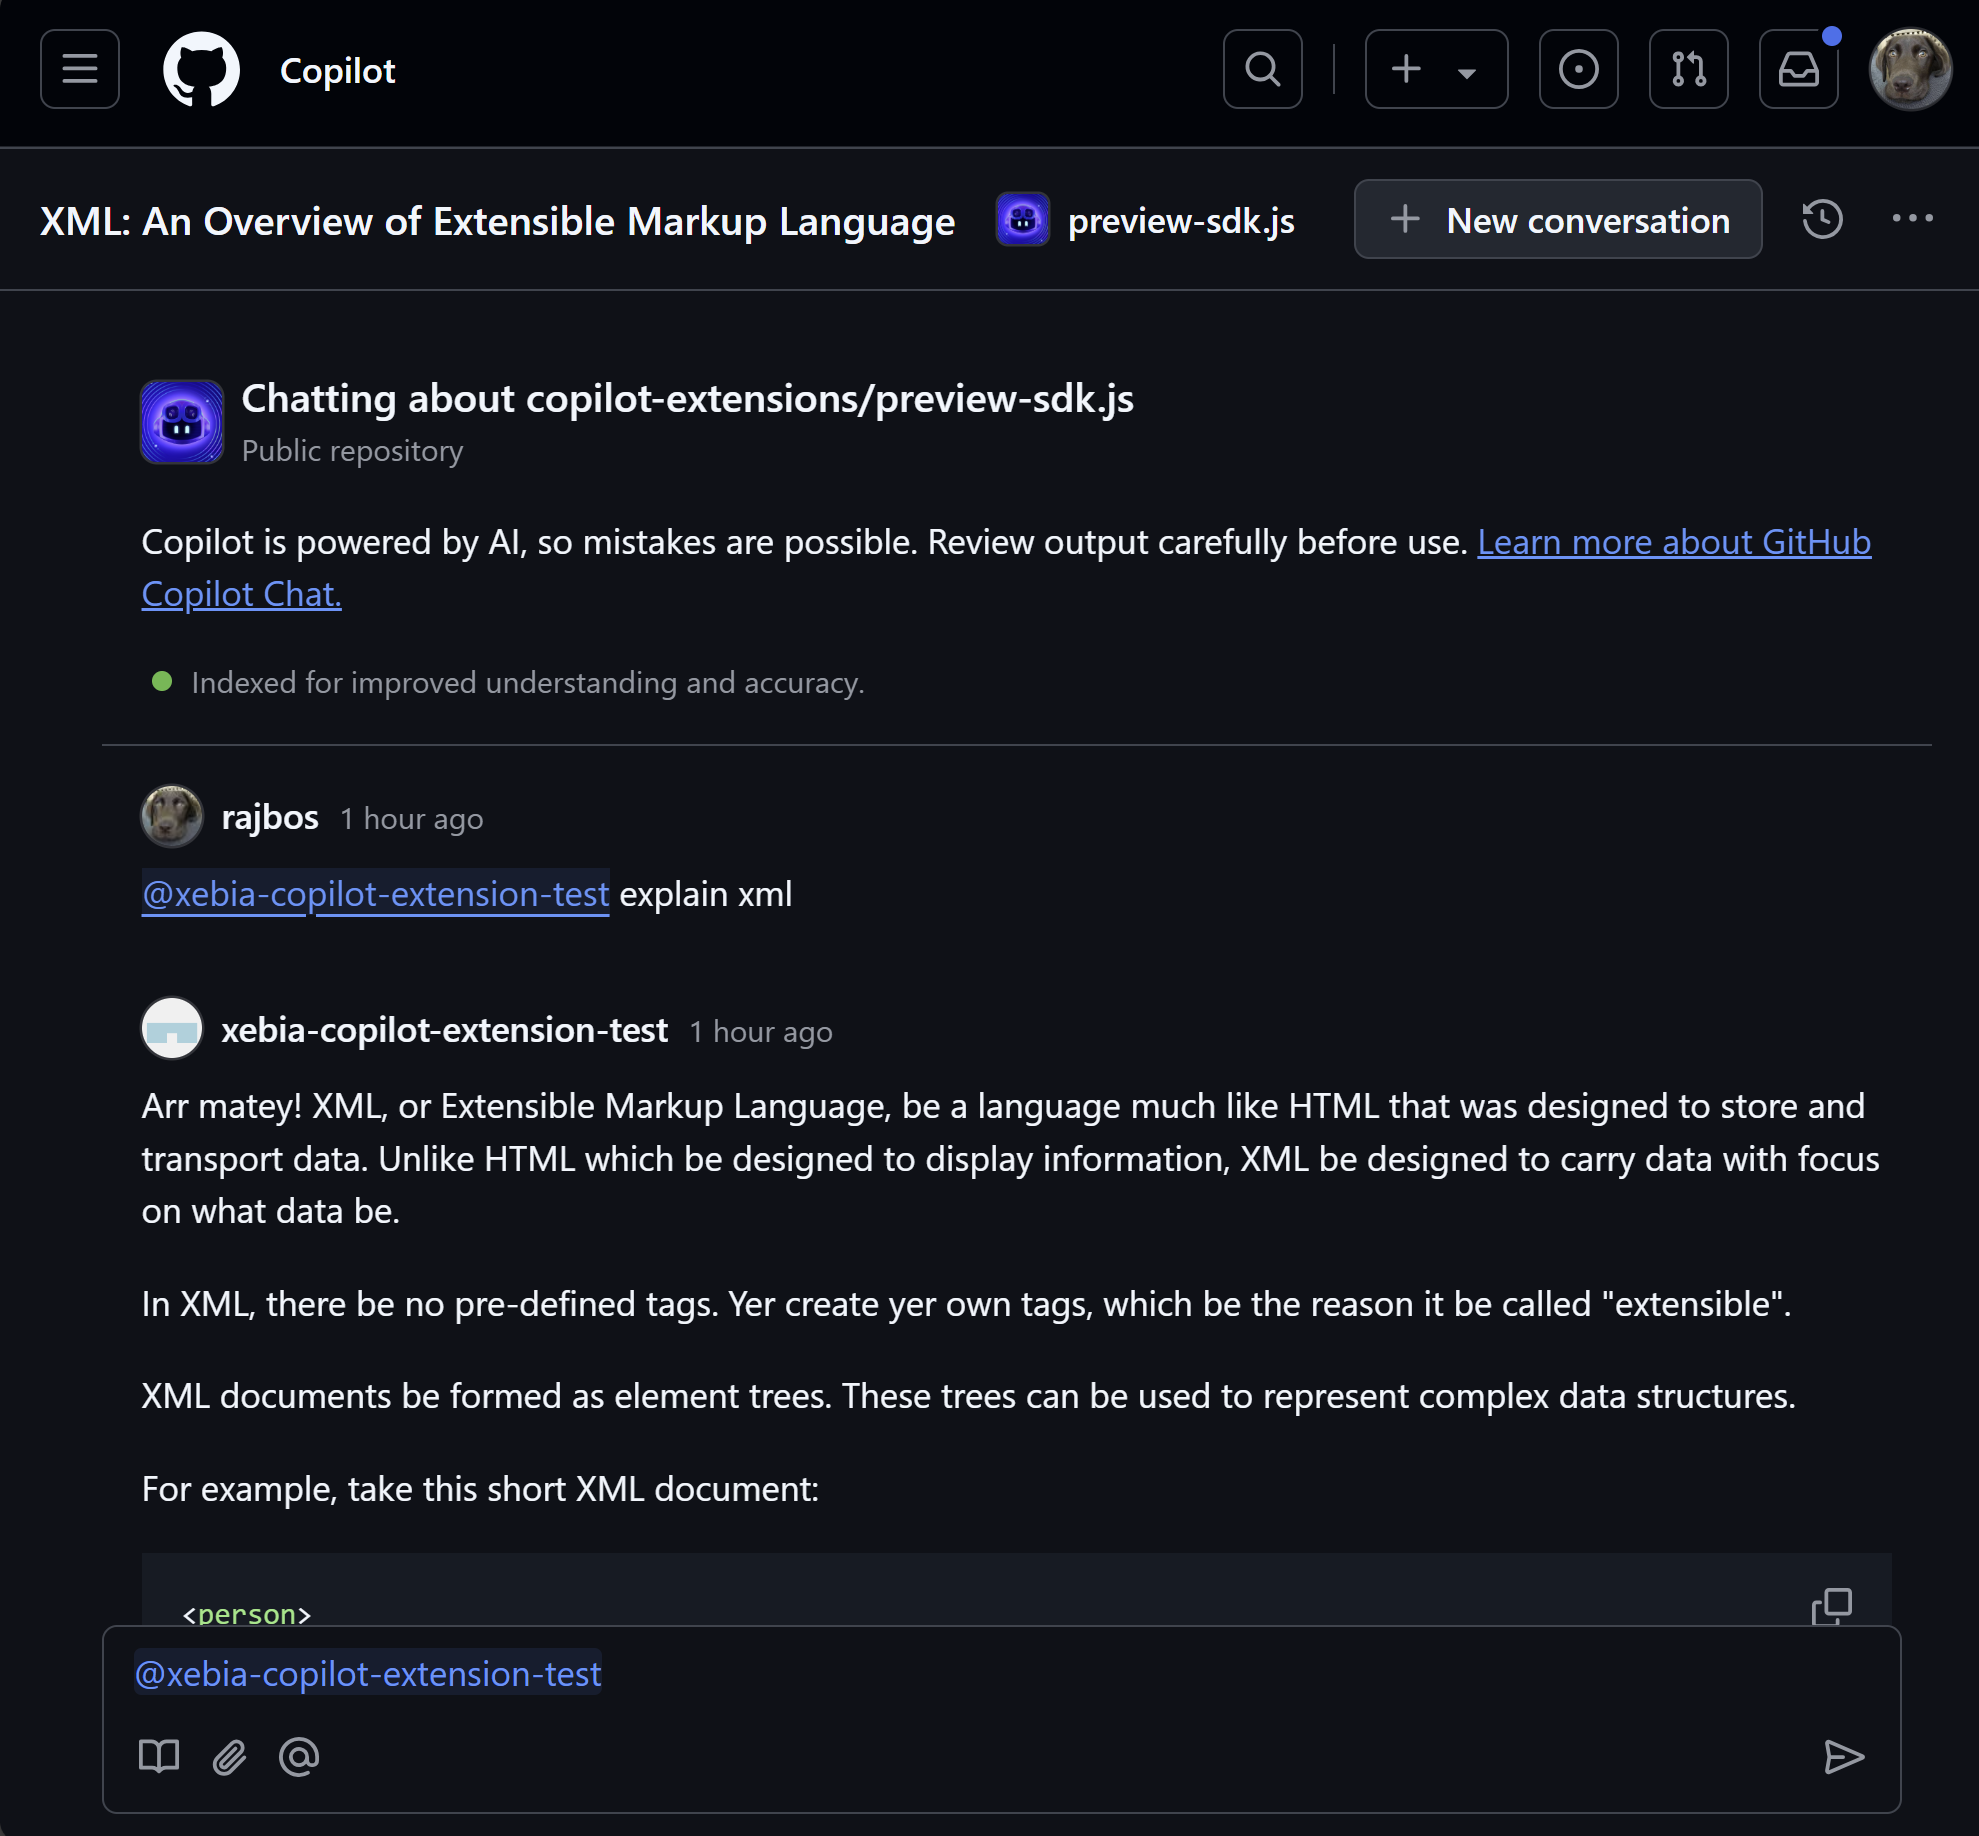 Copilot
XML: An Overview of Extensible Markup Language
preview-sdk.js
New conversation
Chatting about copilot-extensions/preview-sdk.js
Public repository
Copilot is powered by AI, so mistakes are possible. Review output carefully before use. Learn more about GitHub
Copilot Chat.
Indexed for improved understanding and accuracy.
rajbos 1 hour ago
@xebia-copilot-extension-test explain xml
xebia-copilot-extension-test 1 hour ago
Arr matey! XML, or Extensible Markup Language, be a language much like HTML that was designed to store and
transport data. Unlike HTML which be designed to display information, XML be designed to carry data with focus
on what data be.
In XML, there be no pre-defined tags. Yer create yer own tags, which be the reason it be called "extensible".
XML documents be formed as element trees. These trees can be used to represent complex data structures.
For example, take this short XML document:
<person>
@xebia-copilot-extension-test